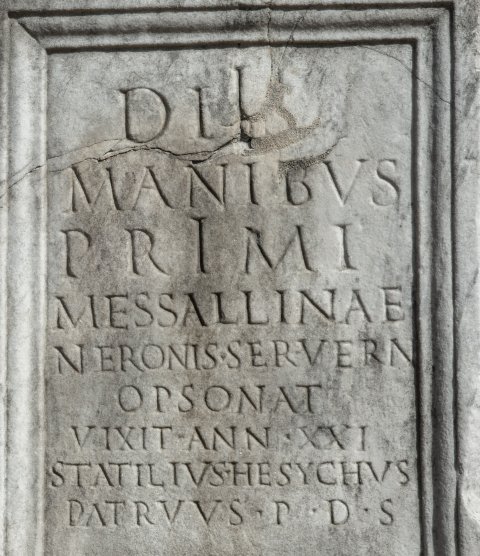 DIIS
MANIBVS
PRIMI
MESSALLINAE
NERONIS·SER·VERN
OPSONAT
VIXIT·ANN·XXI
STATILIVS·HESYCHVS
PATRVVS·P·D·S